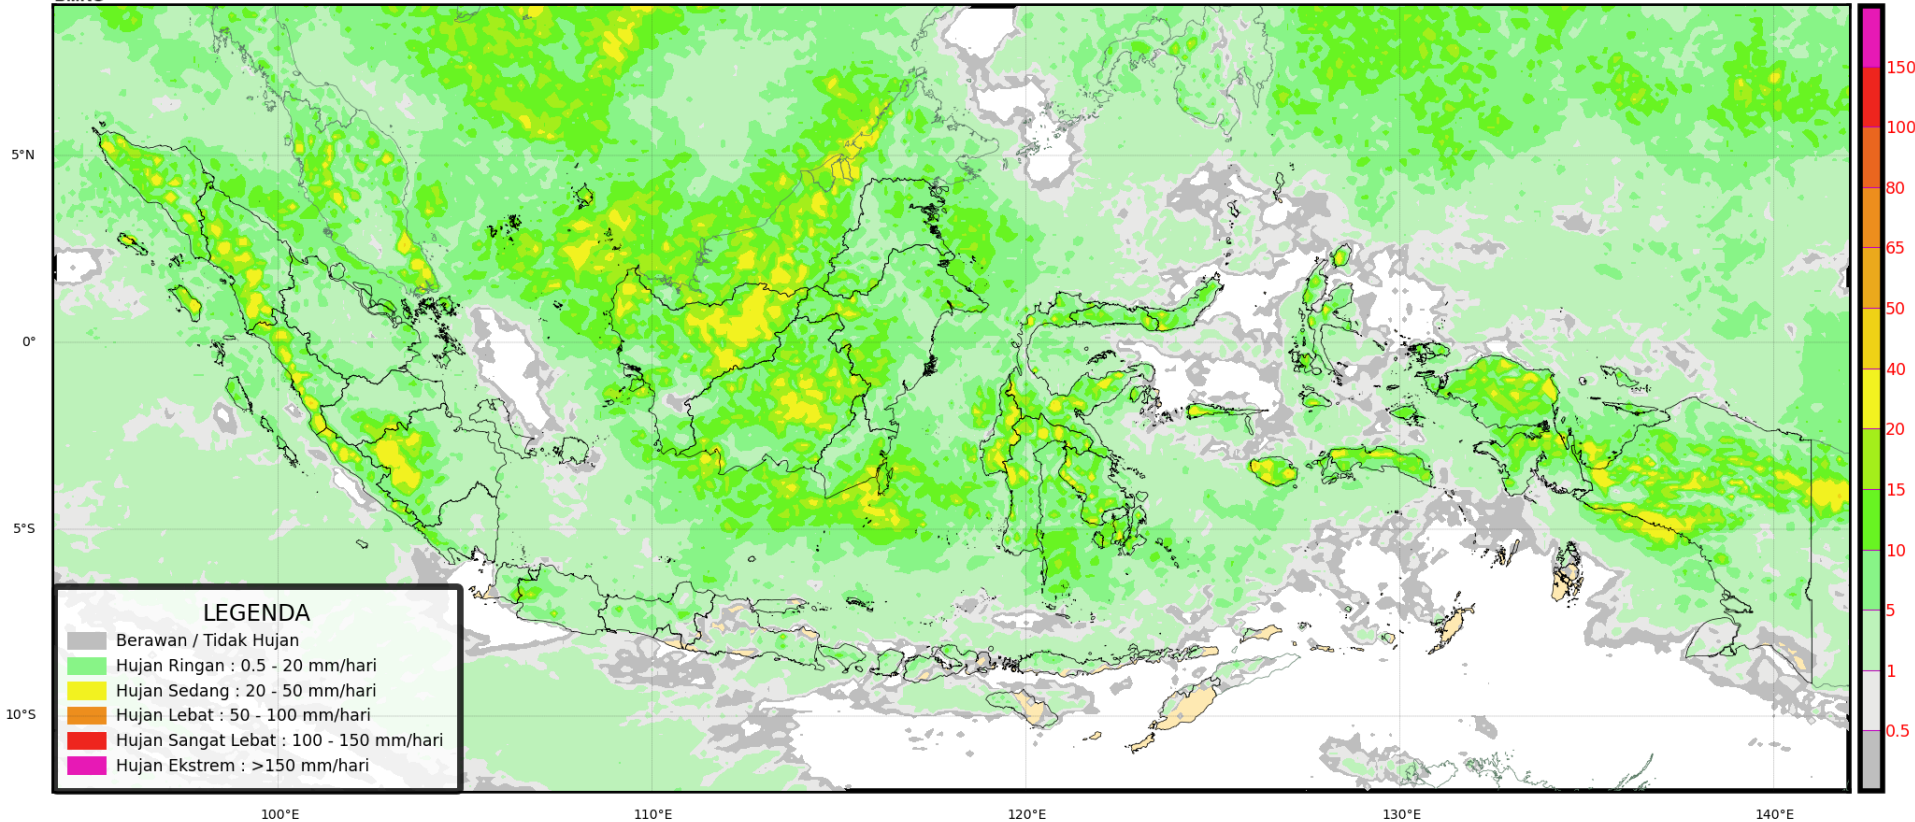 5°N
0°
5°S
10°S
100°E
110°E
120°E
130°E
140°E
LEGENDA
Berawan / Tidak Hujan
Hujan Ringan : 0.5 - 20 mm/hari
Hujan Sedang : 20 - 50 mm/hari
Hujan Lebat : 50 - 100 mm/hari
Hujan Sangat Lebat : 100 - 150 mm/hari
Hujan Ekstrem : >150 mm/hari
150
100
80
65
50
40
20
15
10
5
1
0.5